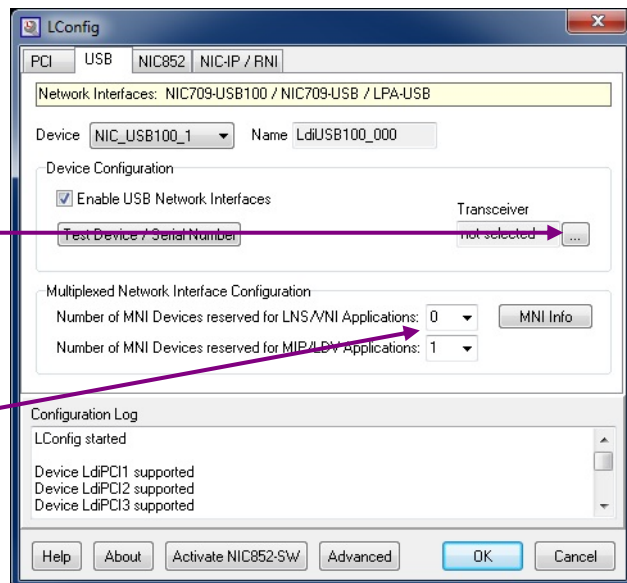 LConfig
PCI USB NIC852 NIC-IP / RNI
Network Interfaces: NIC709-USB100 / NIC709-USB / LPA-USB
Device NIC_USB100_1 Name LdiUSB100_000
Device Configuration
Enable USB Network Interfaces
Transceiver
Test Device / Serial Number not selected ...
Multiplexed Network Interface Configuration
Number of MNI Devices reserved for LNS/VNI Applications: 0 MNI Info
Number of MNI Devices reserved for MIP/LDV Applications: 1
Configuration Log
LConfig started
Device LdiPCI1 supported
Device LdiPCI2 supported
Device LdiPCI3 supported
Help About Activate NIC852-SW Advanced OK Cancel